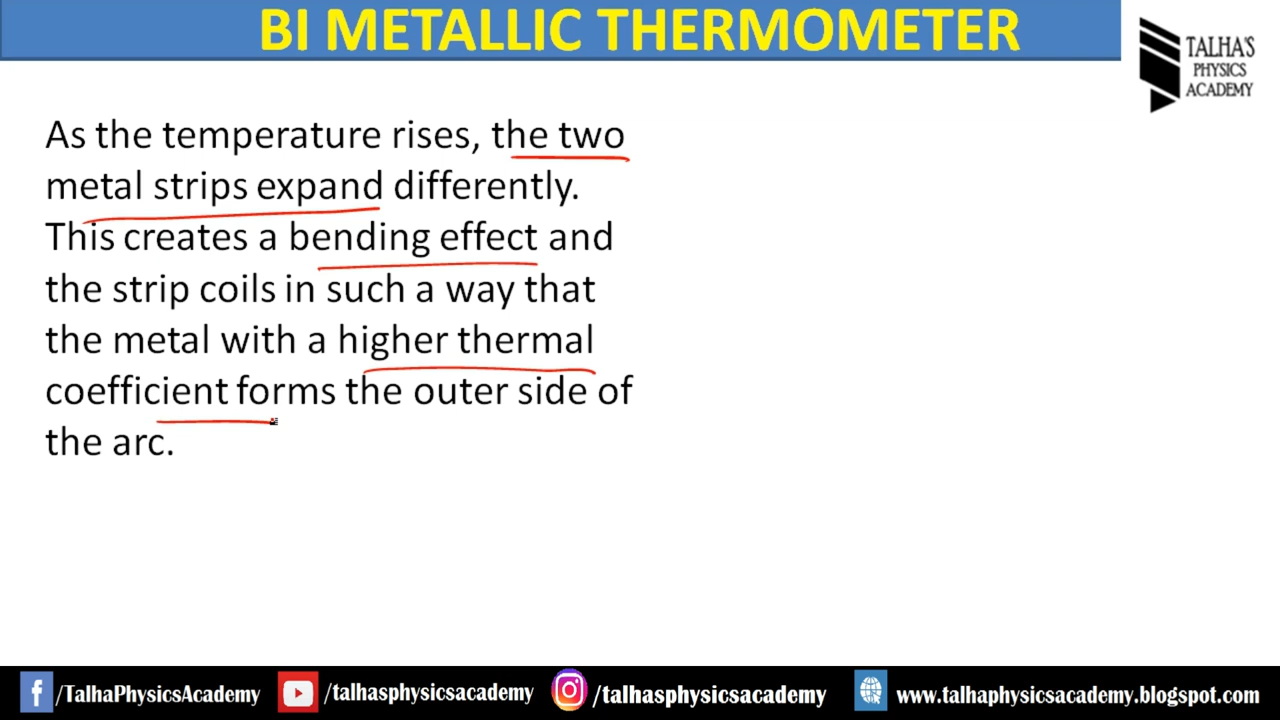 BI METALLIC THERMOMETER
TALHA'S
PHYSICS
ACADEMY
As the temperature rises, the two
metal strips expand differently.
This creates a bending effect and
the strip coils in such a way that
the metal with a higher thermal
coefficient forms the outer side of
the arc.
/TalhaPhysicsAcademy
/talhasphysicsacademy
/talhasphysicsacademy
www.talhaphysicsacademy.blogspot.com